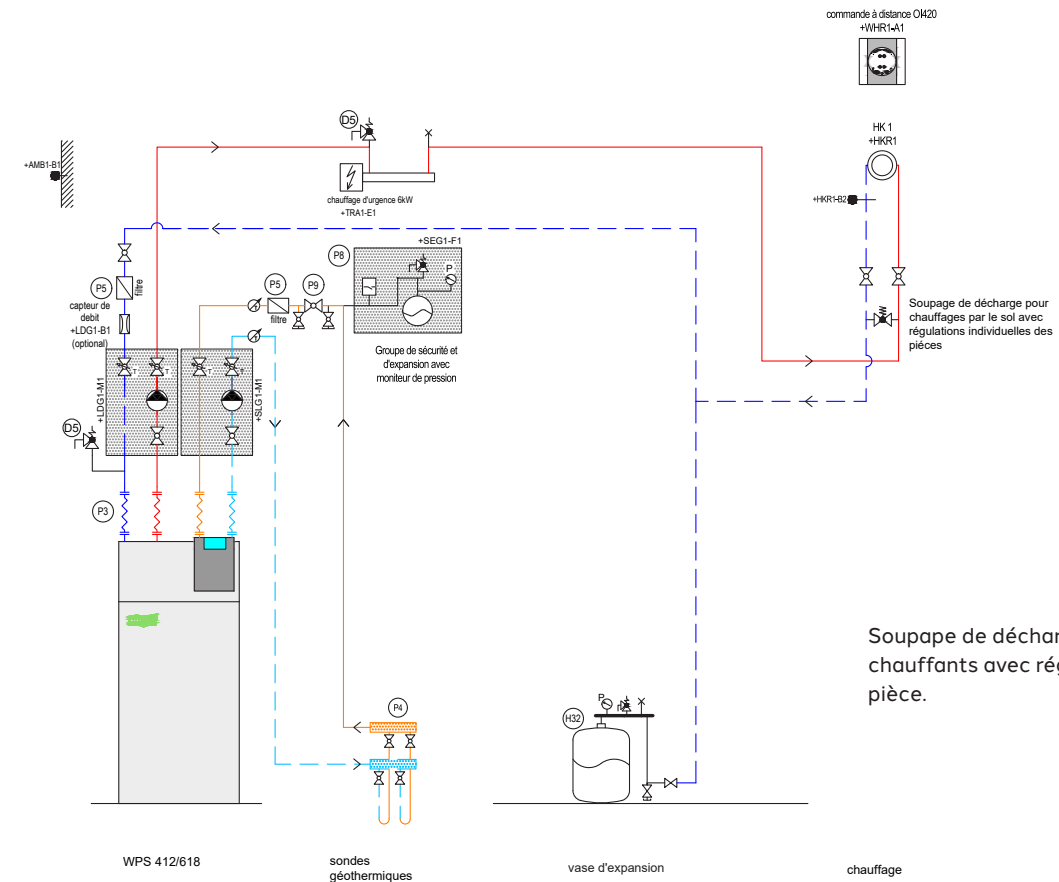 commande à distance OI420
+WHR1-A1
HK 1
+HKR1
D5
+AMB1-B1
chauffage d'urgence 6kW
+TRA1-E1
+HKR1-B2
+SEG1-F1
P8
P
P5
filtre
P5
P9
filtre
capteur de
debit
+LDG1-B1
(optional)
Groupe de sécurité et
d'expansion avec
moniteur de pression
Soupage de décharge pour
chauffages par le sol avec
régulations individuelles des
piéces
T
T
T
T
+LDG1-M1
+SLG1-M1
D5
P3
Soupape de déchar
chauffants avec rég
pièce.
P4
H32
P
WPS 412/618
sondes
géothermiques
vase d'expansion
chauffage